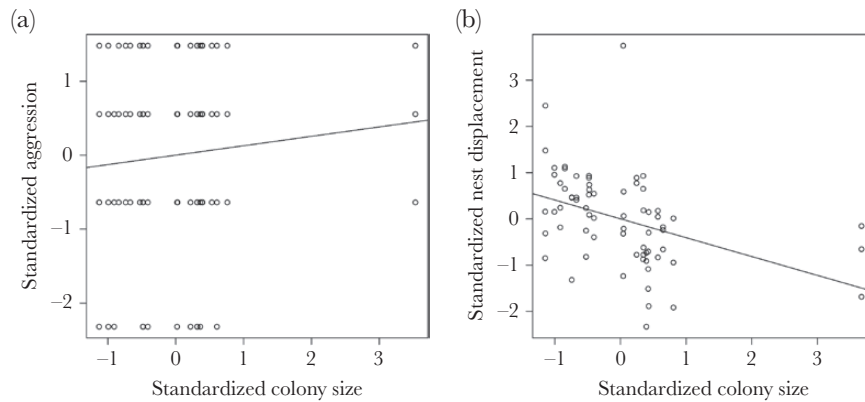 (a)
Standardized aggression
1
0
−1
−2
−1 0 1 2 3
Standardized colony size
(b)
Standardized nest displacement
3
2
1
0
−1
−2
−1 0 1 2 3
Standardized colony size